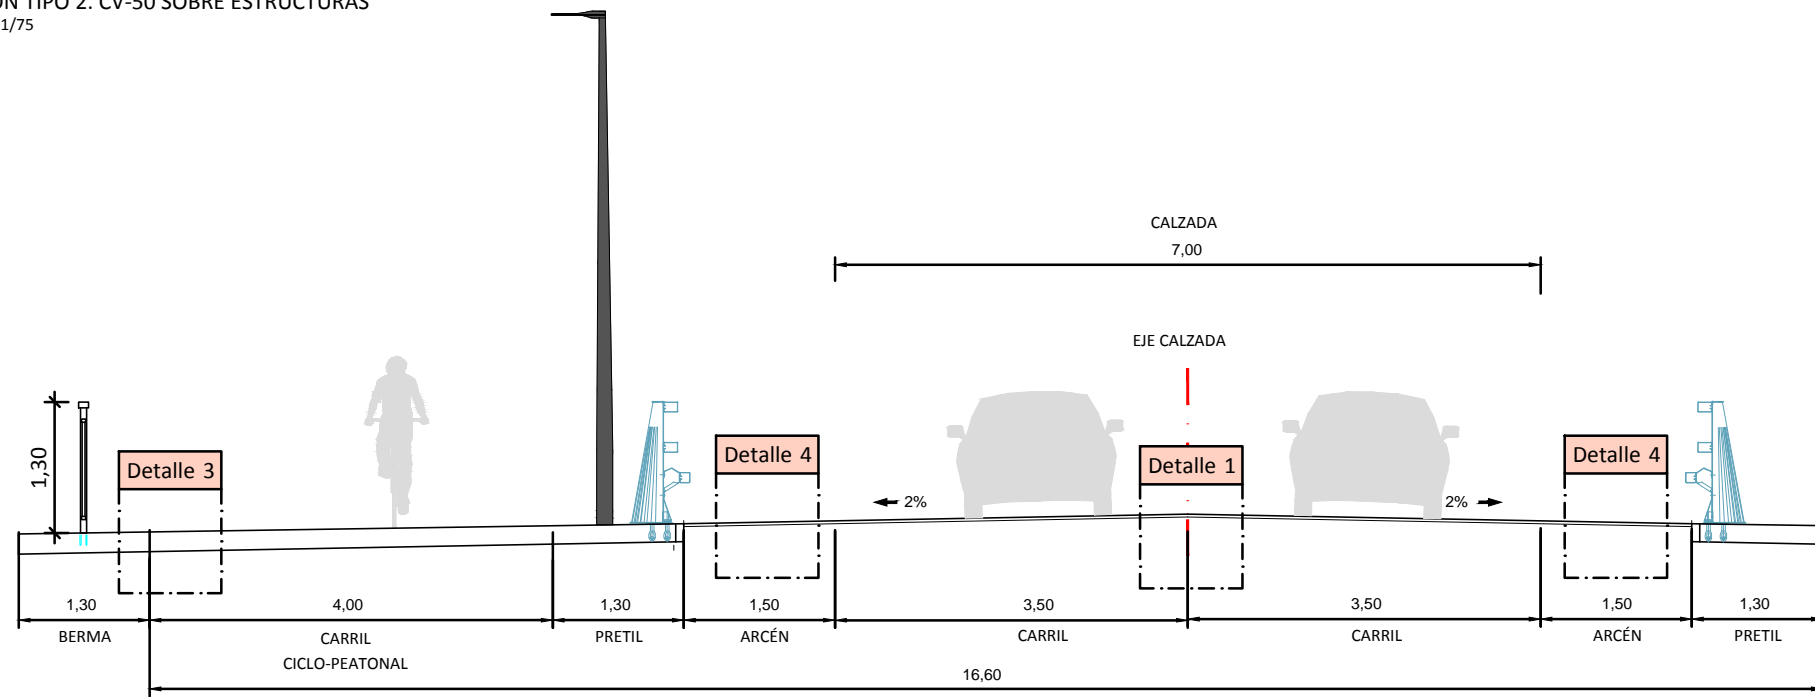 ÓN TIPO 2. CV-50 SOBRE ESTRUCTURAS
1/75
CALZADA
7,00
EJE CALZADA
1,30
Detalle 3
Detalle 4
Detalle 1
Detalle 4
2%
2%
1,30
4,00
1,30
1,50
3,50
3,50
1,50
1,30
BERMA
CARRIL
CICLO-PEATONAL
PRETIL
ARCÉN
CARRIL
CARRIL
ARCÉN
PRETIL
16,60